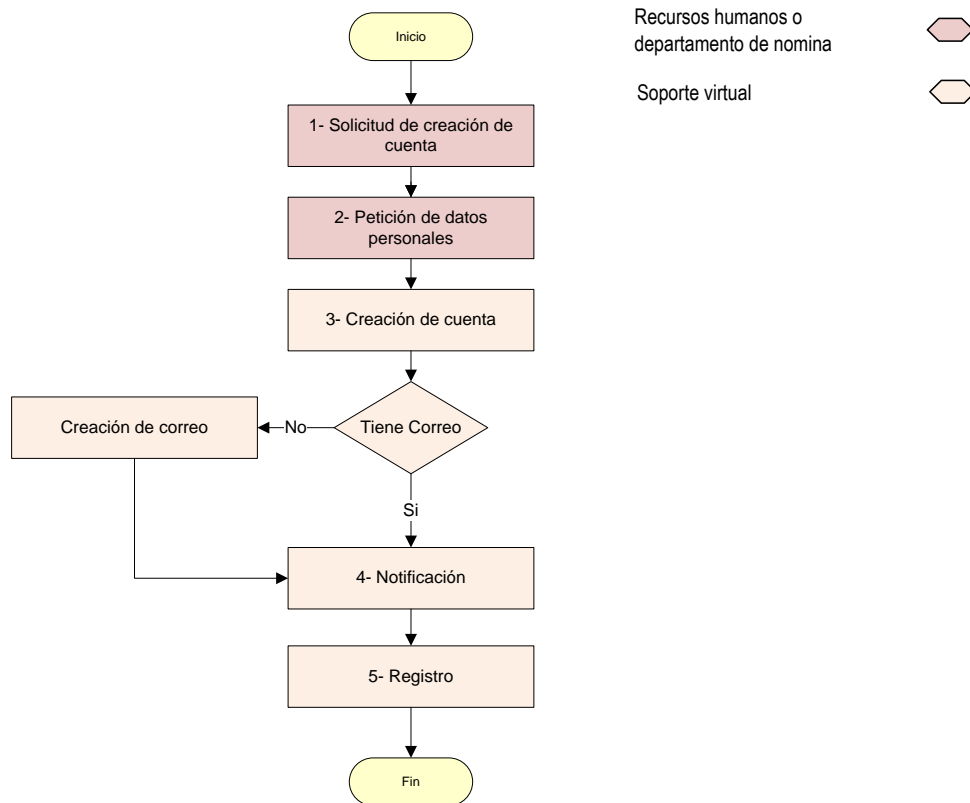 Inicio
Recursos humanos o
departamento de nomina
Soporte virtual
1- Solicitud de creación de
cuenta
2- Petición de datos
personales
3- Creación de cuenta
Creación de correo
No
Tiene Correo
Si
4- Notificación
5- Registro
Fin